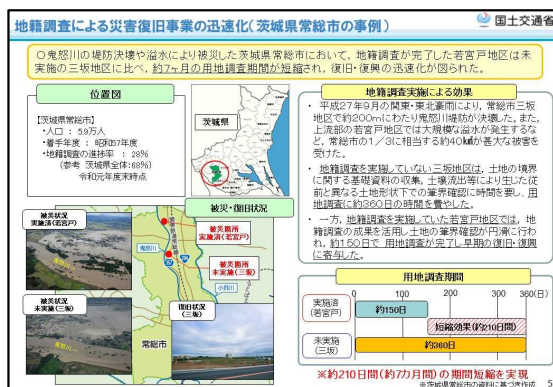 地籍調査による災害復旧事業の迅速化(茨城県常総市の事例)
国土交通省
○鬼怒川の堤防決壊や溢水により被災した茨城県常総市において、地籍調査が完了した若宮戸地区は未
実施の三坂地区に比べ、約7ヶ月の用地調査期間が短縮され、復旧・復興の迅速化が図られた。
位置図
【茨城県常総市】
・人口 : 5.9万人
・着手年度 : 昭和57年度
・地籍調査の進捗率 : 28%
(参考 茨城県全体:68%)
令和元年度末時点
茨城県
被災・復旧状況
被災状況
実施済(若宮戸)
鬼怒川
被災箇所
実施済(若宮戸)
被災箇所
未実施(三坂)
小貝川
被災状況
未実施(三坂)
鬼怒川
常総市
復旧状況
(三坂)
地籍調査実施による効果
・ 平成27年9月の関東・東北豪雨により、常総市三坂
地区で約200mにわたり鬼怒川堤防が決壊した。また、
上流部の若宮戸地区では大規模な溢水が発生するな
ど、常総市の1/3に相当する約40㎢が甚大な被害を
受けた。
・ 地籍調査を実施していない三坂地区は、土地の境界
に関する基礎資料の収集、土壌流出等により生じた従
前と異なる土地形状下での筆界確認に時間を要し、用
地調査に約360日の時間を費やした。
・ 一方、地籍調査を実施していた若宮戸地区では、地
籍調査の成果を活用し土地の筆界確認が円滑に行わ
れ、約150日で 用地調査が完了し早期の復旧・復興
に寄与した。
用地調査期間
0 100 200 300 360(日)
実施済
(若宮戸)
約150日
短縮効果(約210日間)
未実施
(三坂)
約360日
※約210日間(約7カ月間)の期間短縮を実現
※茨城県常総市の資料に基づき作成
5